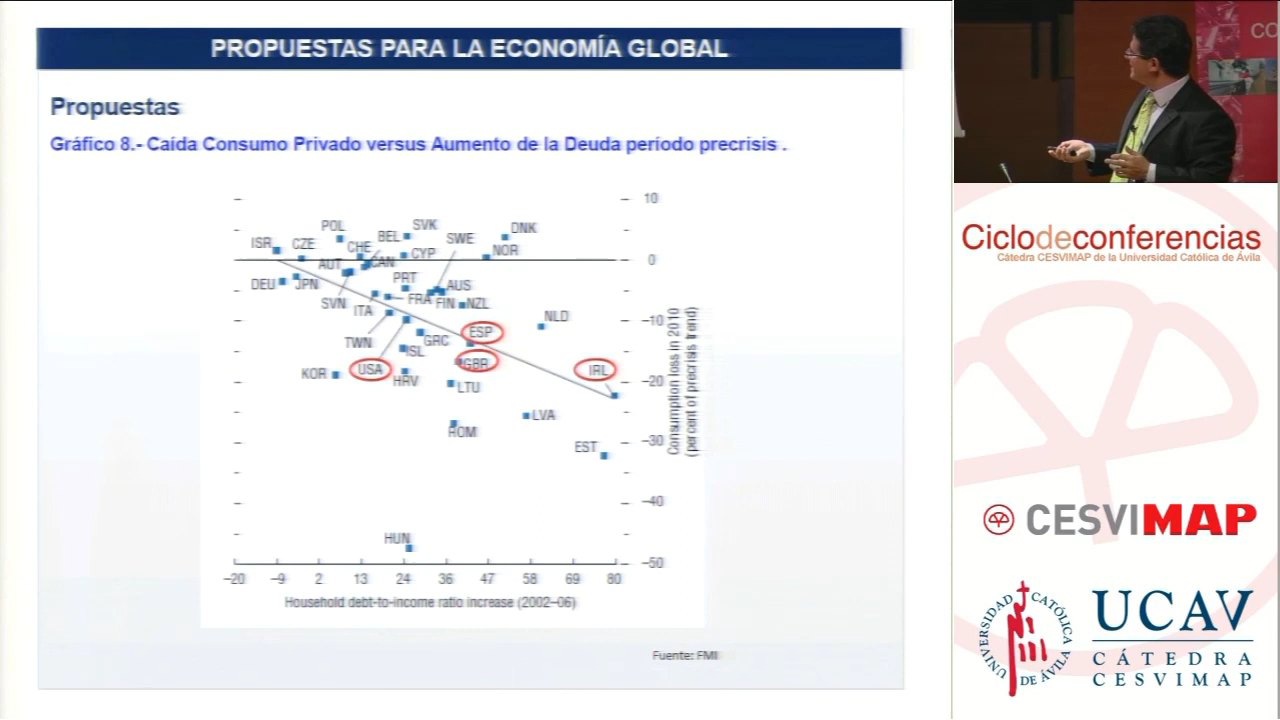 PROPUESTAS PARA LA ECONOMÍA GLOBAL
Propuestas
Gráfico 8.- Caída Consumo Privado versus Aumento de la Deuda período precrisis .
10
0
-10
-20
-30
-40
-50
ISR
CZE
POL
CHE
BEL
SVK
CYP
SWE
DNK
NOR
AUT
CAN
DEU
JPN
SVN
ITA
PRT
FRA
FIN
AUS
NZL
NLD
TWN
ISL
GRC
ESP
USA
GBR
IRL
KOR
HRV
LTU
ROM
LVA
EST
HUN
Consumption loss in 2010
(percent of precrisis trend)
-20 -9 2 13 24 36 47 58 69 80
Household debt-to-income ratio increase (2002–06)
Fuente: FMI
CO
Ciclodeconferencias
Cátedra CESVIMAP de la Universidad Católica de Ávila
CESVIMAP
UNIVERSIDAD CATÓLICA DE ÁVILA
UCAV
CÁTEDRA
CESVIMAP